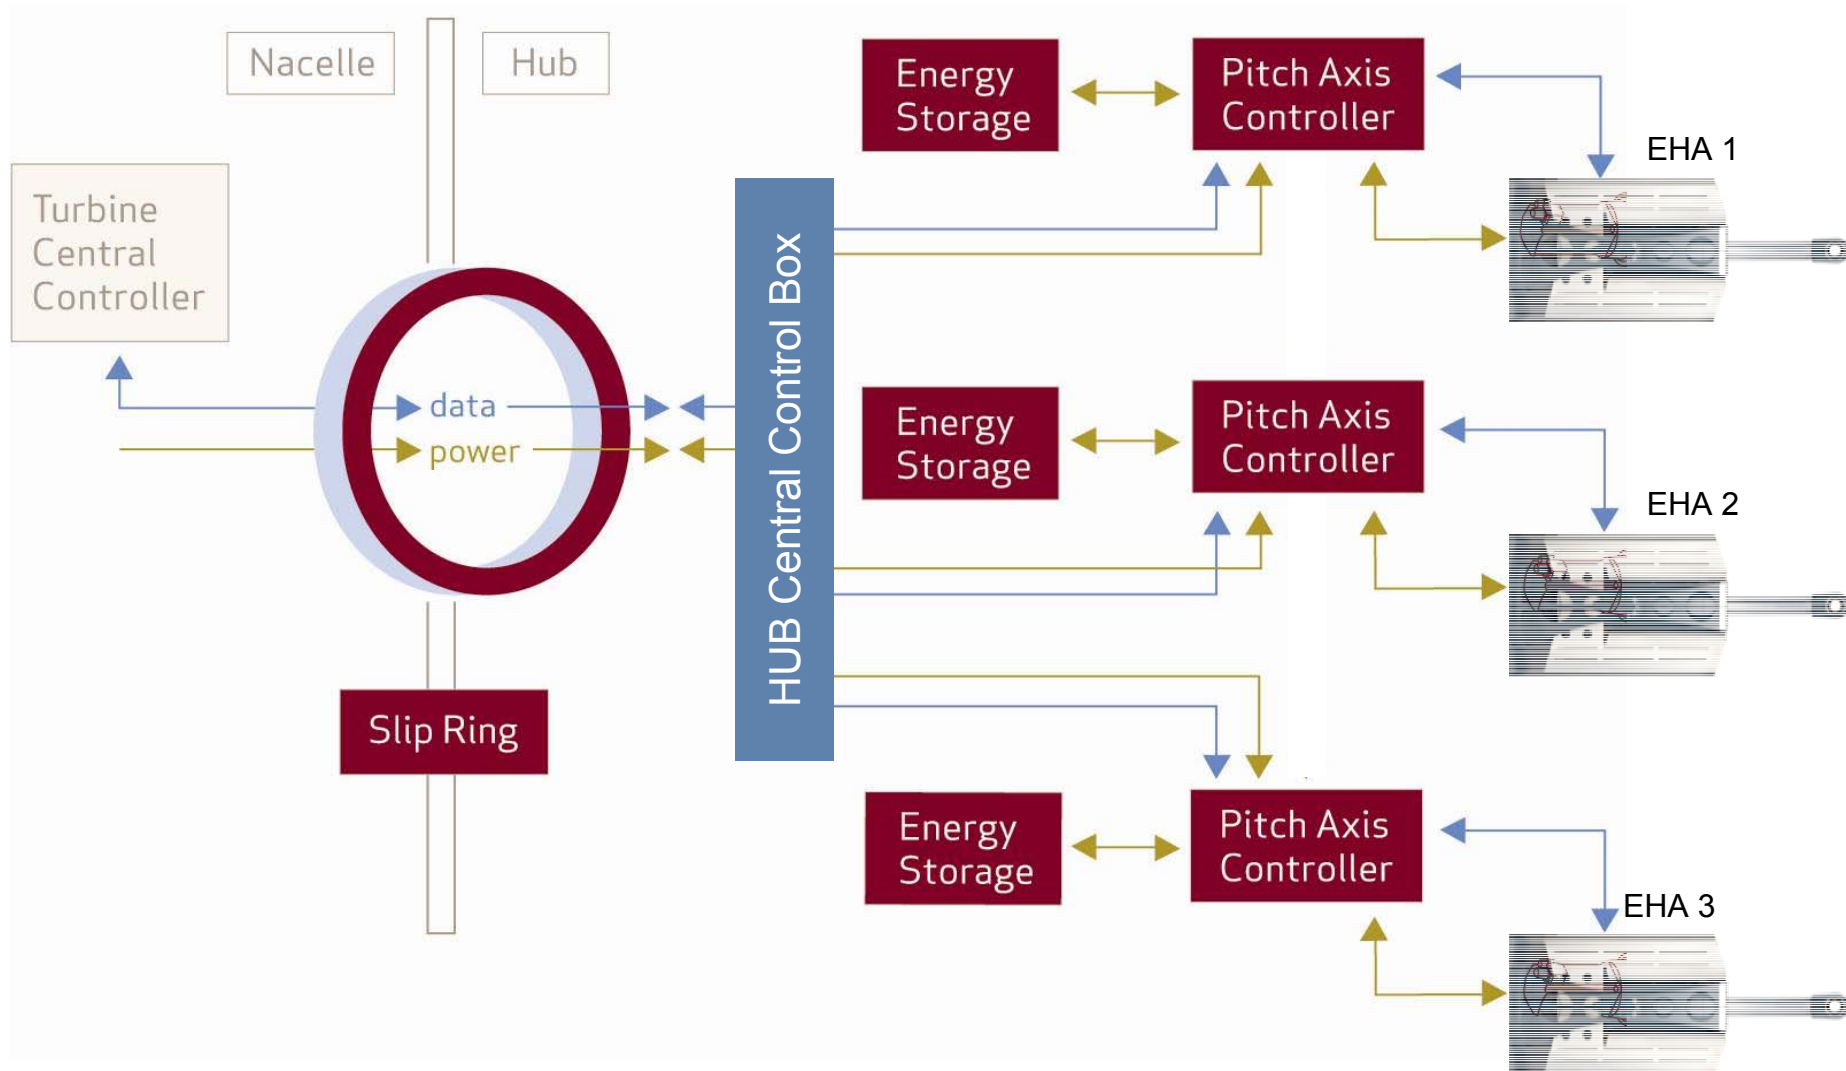 Nacelle
Hub
Turbine
Central
Controller
data
power
Slip Ring
HUB Central Control Box
Energy
Storage
Pitch Axis
Controller
EHA 1
Energy
Storage
Pitch Axis
Controller
EHA 2
Energy
Storage
Pitch Axis
Controller
EHA 3